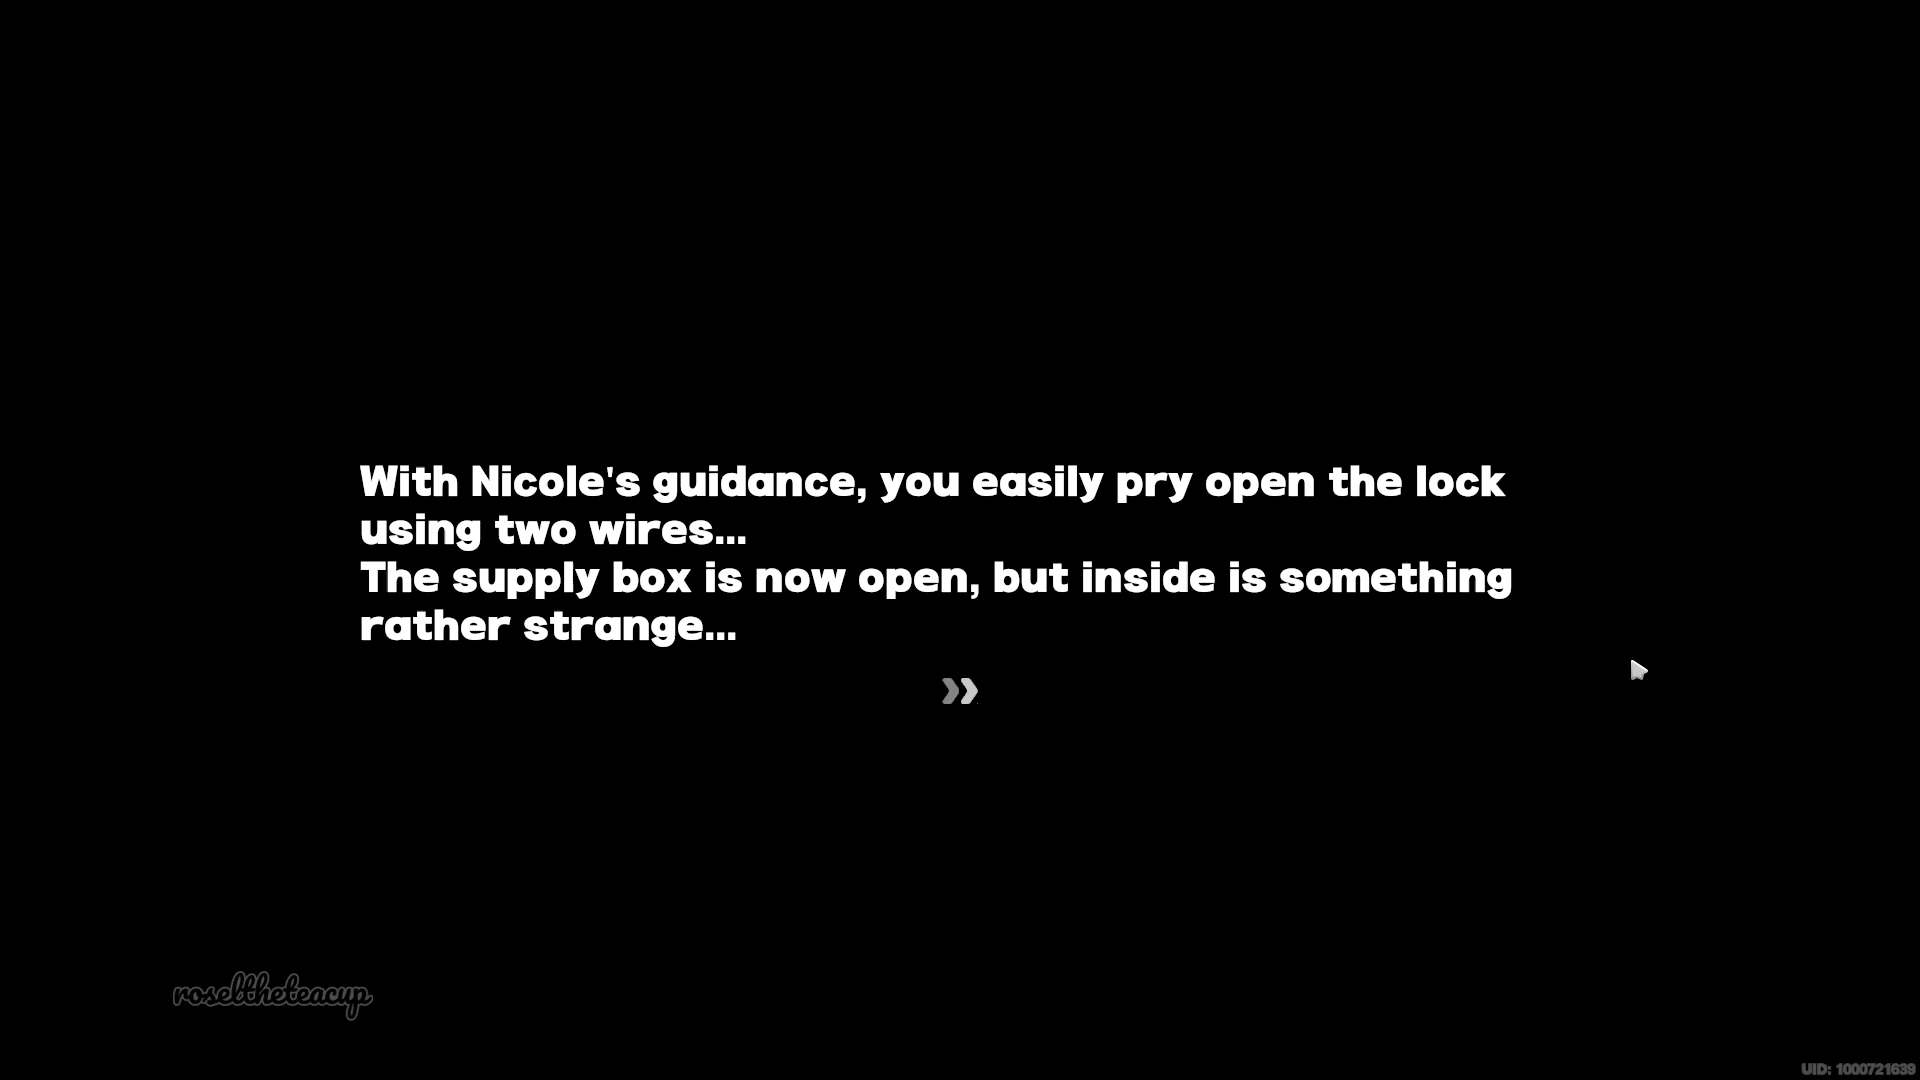 With Nicole's guidance, you easily pry open the lock
using two wires...
The supply box is now open, but inside is something
rather strange...
roseltheteacup
UID: 1000721639